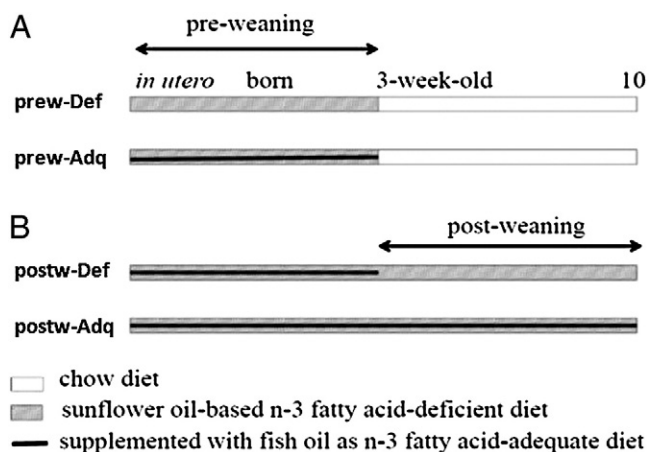 A
pre-weaning
in utero born 3-week-old 10
prew-Def
prew-Adq
B
post-weaning
postw-Def
postw-Adq
chow diet
sunflower oil-based n-3 fatty acid-deficient diet
supplemented with fish oil as n-3 fatty acid-adequate diet